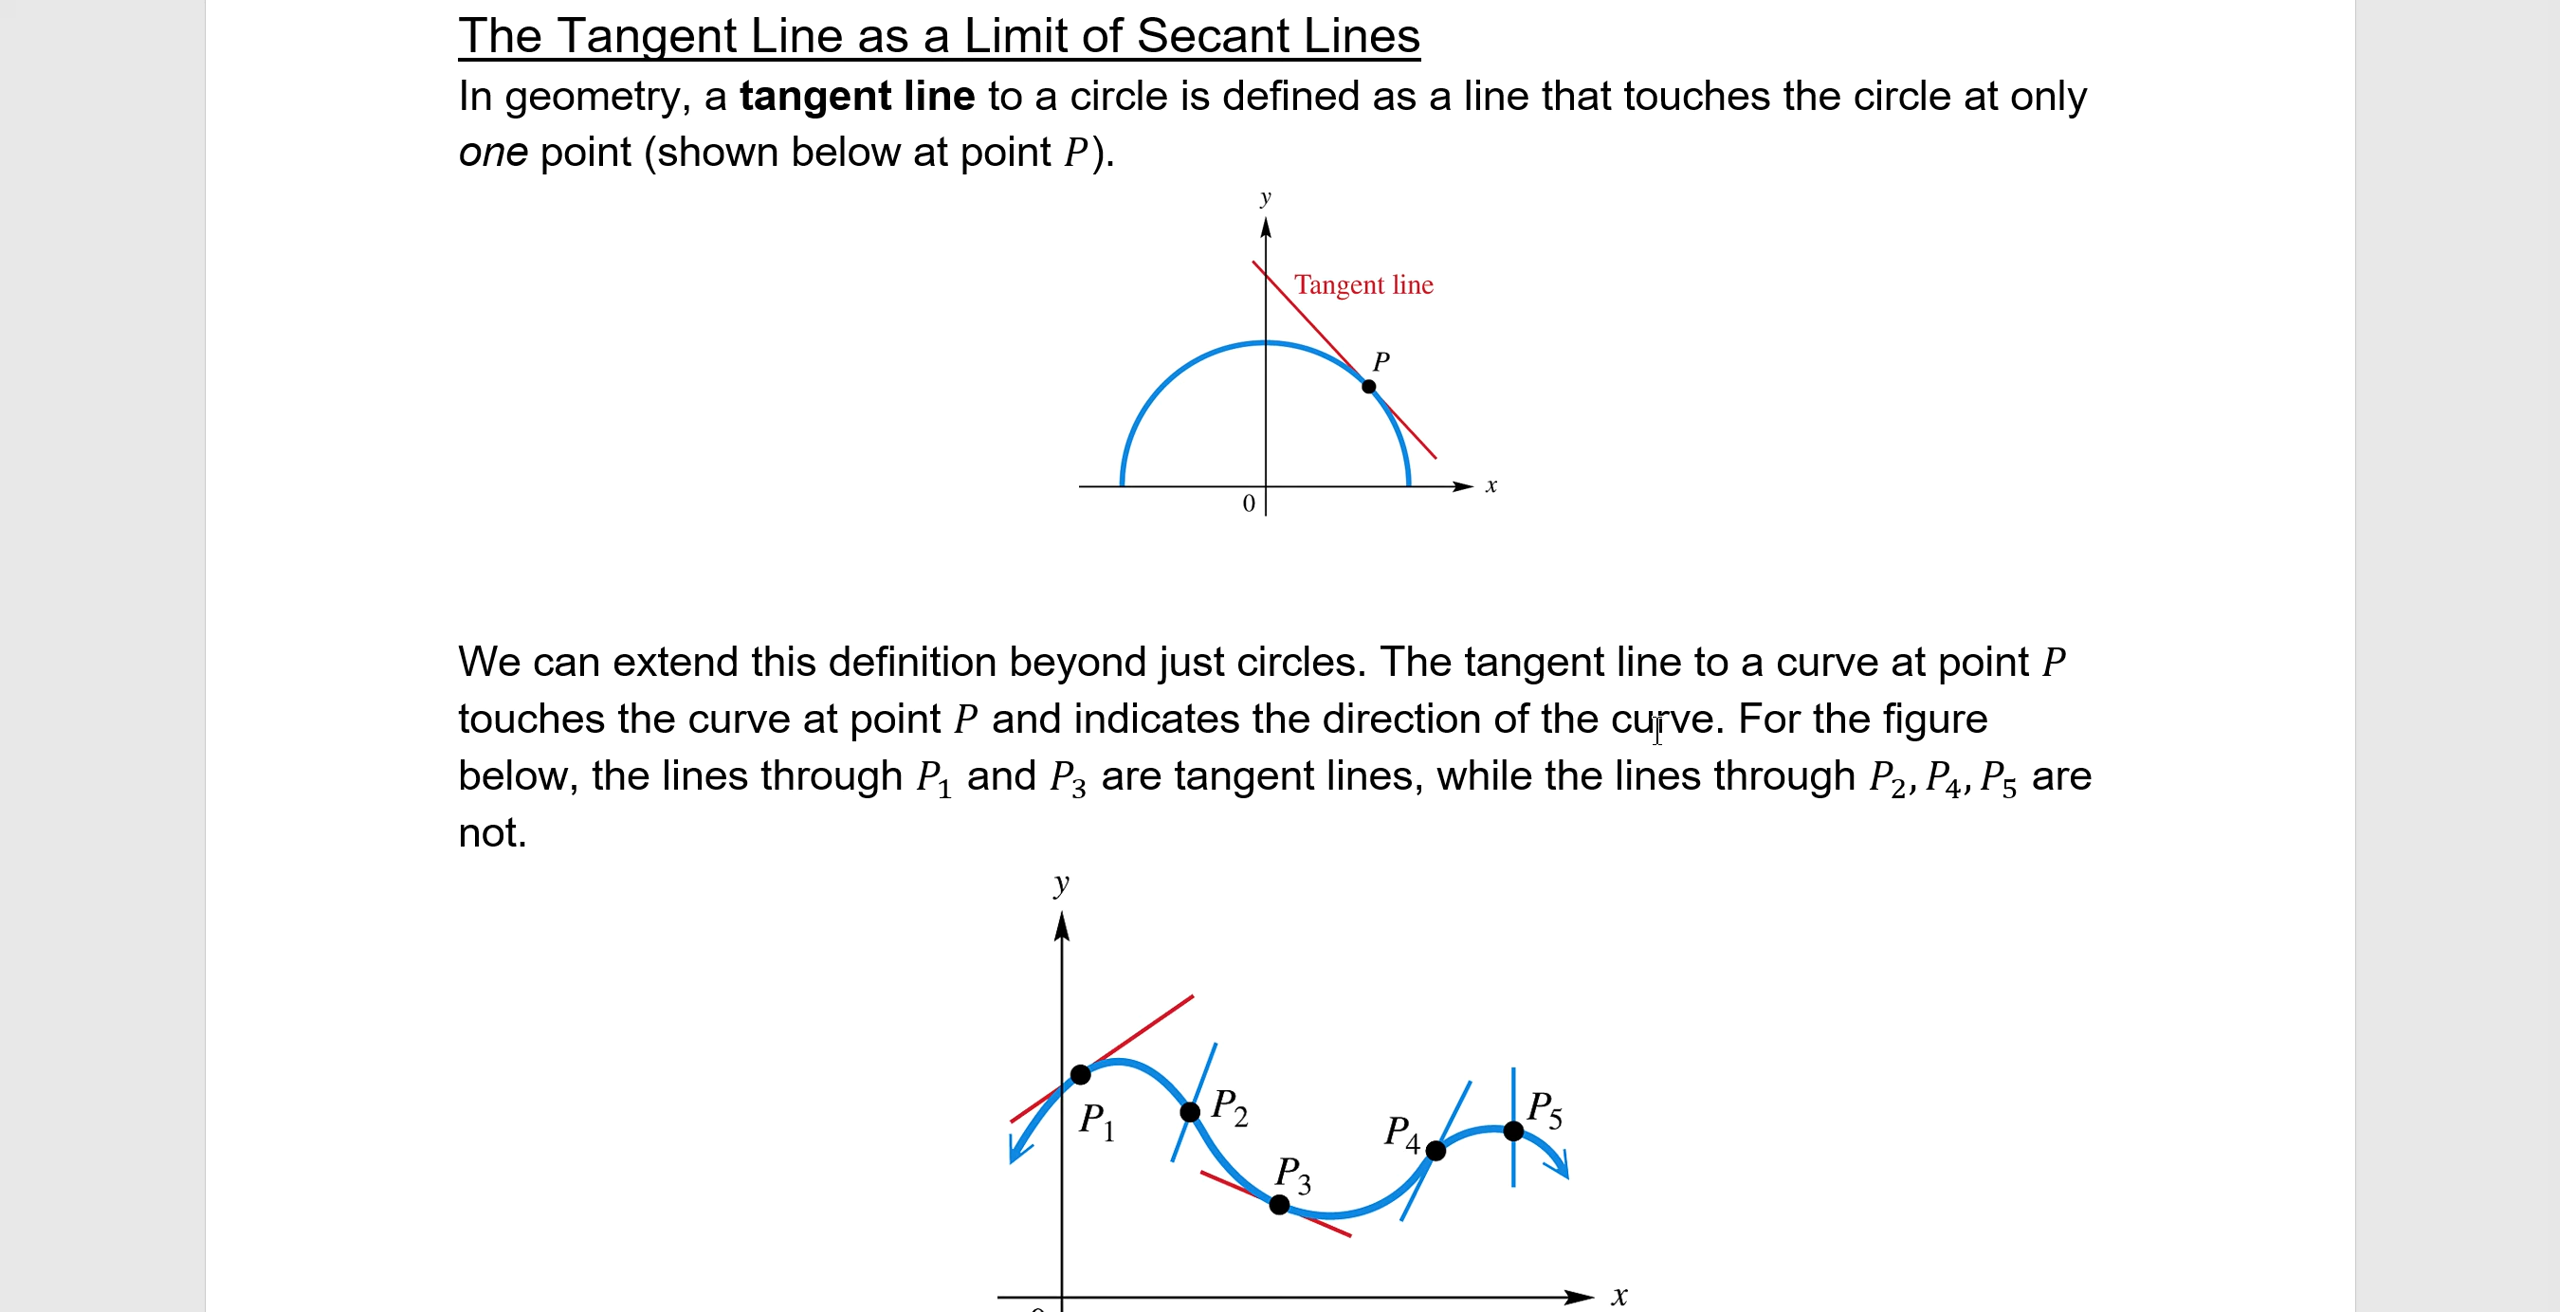 The Tangent Line as a Limit of Secant Lines
In geometry, a tangent line to a circle is defined as a line that touches the circle at only
one point (shown below at point P).
y
Tangent line
P
x
0
We can extend this definition beyond just circles. The tangent line to a curve at point P
touches the curve at point P and indicates the direction of the curve. For the figure
below, the lines through P₁ and P₃ are tangent lines, while the lines through P₂, P₄, P₅ are
not.
y
P₁
P₂
P₃
P₄
P₅
x